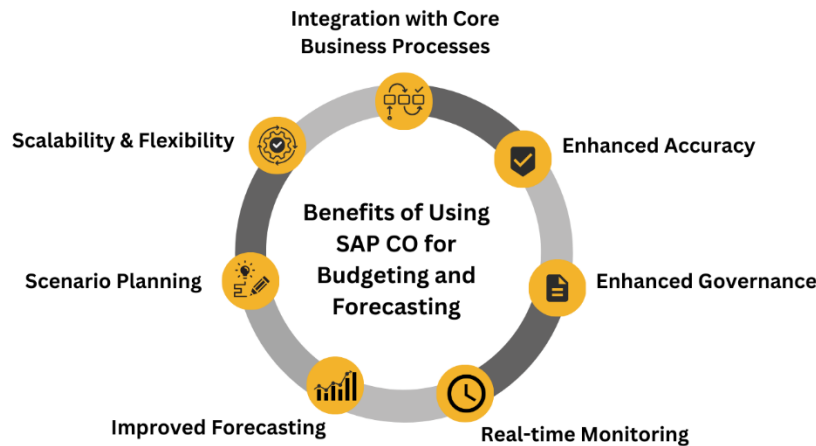 Integration with Core
Business Processes
Enhanced Accuracy
Enhanced Governance
Real-time Monitoring
Improved Forecasting
Scenario Planning
Scalability & Flexibility
Benefits of Using
SAP CO for
Budgeting and
Forecasting